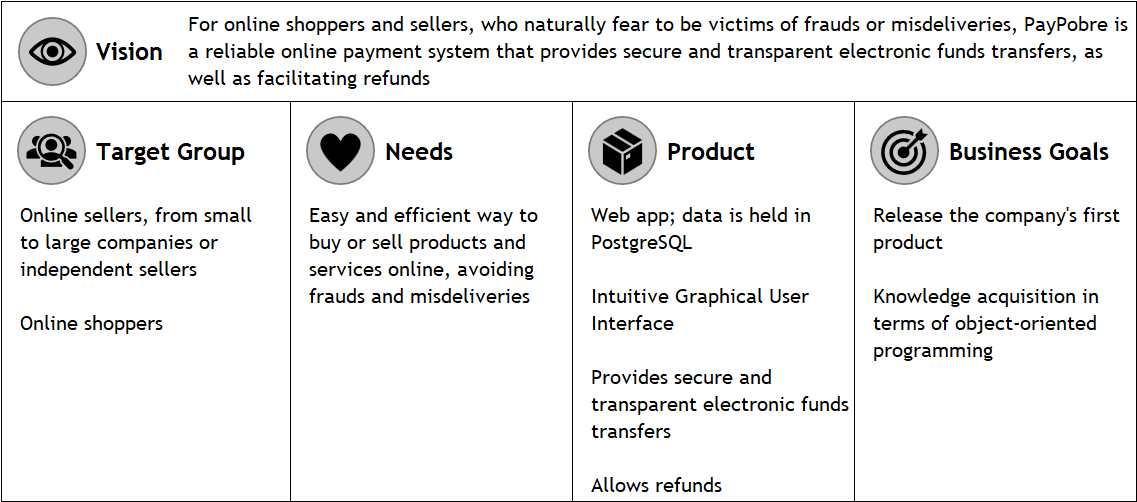 Vision
For online shoppers and sellers, who naturally fear to be victims of frauds or misdeliveries, PayPobre is
a reliable online payment system that provides secure and transparent electronic funds transfers, as
well as facilitating refunds
Target Group
Online sellers, from small
to large companies or
independent sellers
Online shoppers
Needs
Easy and efficient way to
buy or sell products and
services online, avoiding
frauds and misdeliveries
Product
Web app; data is held in
PostgreSQL
Intuitive Graphical User
Interface
Provides secure and
transparent electronic funds
transfers
Allows refunds
Business Goals
Release the company's first
product
Knowledge acquisition in
terms of object-oriented
programming